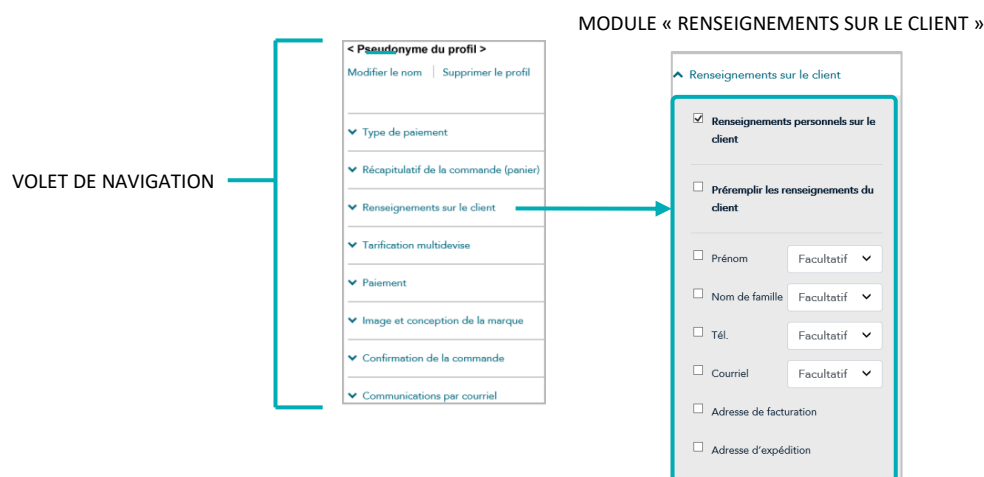 MODULE « RENSEIGNEMENTS SUR LE CLIENT »
VOLET DE NAVIGATION
< Pseudonyme du profil >
Modifier le nom | Supprimer le profil
Type de paiement
Récapitulatif de la commande (panier)
Renseignements sur le client
Tarification multidevise
Paiement
Image et conception de la marque
Confirmation de la commande
Communications par courriel
Renseignements sur le client
Renseignements personnels sur le
client
Préremplir les renseignements du
client
Prénom Facultatif
Nom de famille Facultatif
Tél. Facultatif
Courriel Facultatif
Adresse de facturation
Adresse d'expédition